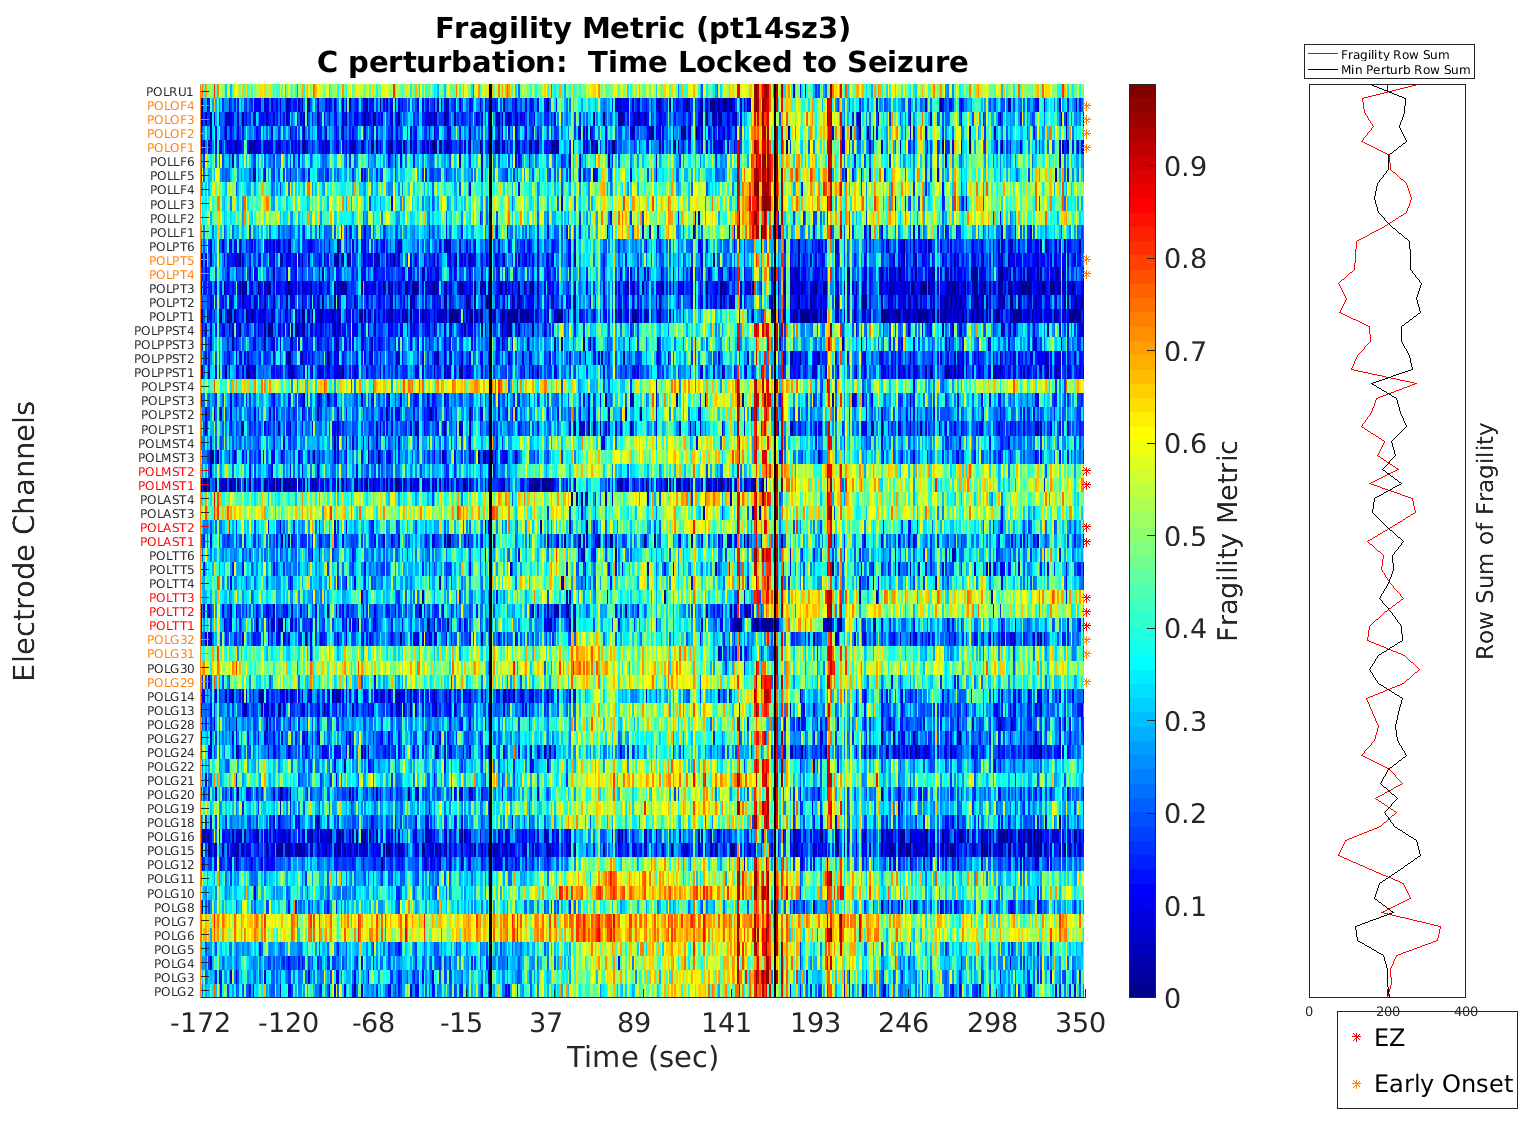 Fragility Metric (pt14sz3)
C perturbation:  Time Locked to Seizure
Electrode Channels
POLRU1
POLOF4
POLOF3
POLOF2
POLOF1
POLLF6
POLLF5
POLLF4
POLLF3
POLLF2
POLLF1
POLPT6
POLPT5
POLPT4
POLPT3
POLPT2
POLPT1
POLPPST4
POLPPST3
POLPPST2
POLPPST1
POLPST4
POLPST3
POLPST2
POLPST1
POLMST4
POLMST3
POLMST2
POLMST1
POLAST4
POLAST3
POLAST2
POLAST1
POLTT6
POLTT5
POLTT4
POLTT3
POLTT2
POLTT1
POLG32
POLG31
POLG30
POLG29
POLG14
POLG13
POLG28
POLG27
POLG24
POLG22
POLG21
POLG20
POLG19
POLG18
POLG16
POLG15
POLG12
POLG11
POLG10
POLG8
POLG7
POLG6
POLG5
POLG4
POLG3
POLG2
-172 -120 -68 -15 37 89 141 193 246 298 350
Time (sec)
0.9
0.8
0.7
0.6
0.5
0.4
0.3
0.2
0.1
0
Fragility Metric
Fragility Row Sum
Min Perturb Row Sum
0 200 400
Row Sum of Fragility
EZ
Early Onset